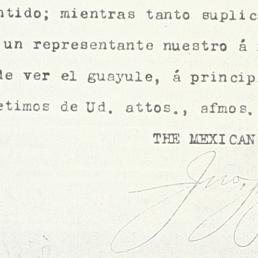 ntido; mientras tanto suplic
un representante nuestro á
de ver el guayule, á princip
etimos de Ud. attos., afmos.
THE MEXICAN
Jno.